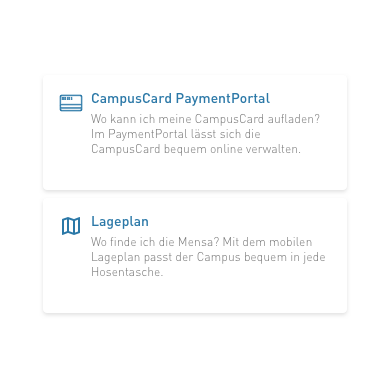 CampusCard PaymentPortal
Wo kann ich meine CampusCard aufladen?
Im PaymentPortal lässt sich die
CampusCard bequem online verwalten.
Lageplan
Wo finde ich die Mensa? Mit dem mobilen
Lageplan passt der Campus bequem in jede
Hosentasche.